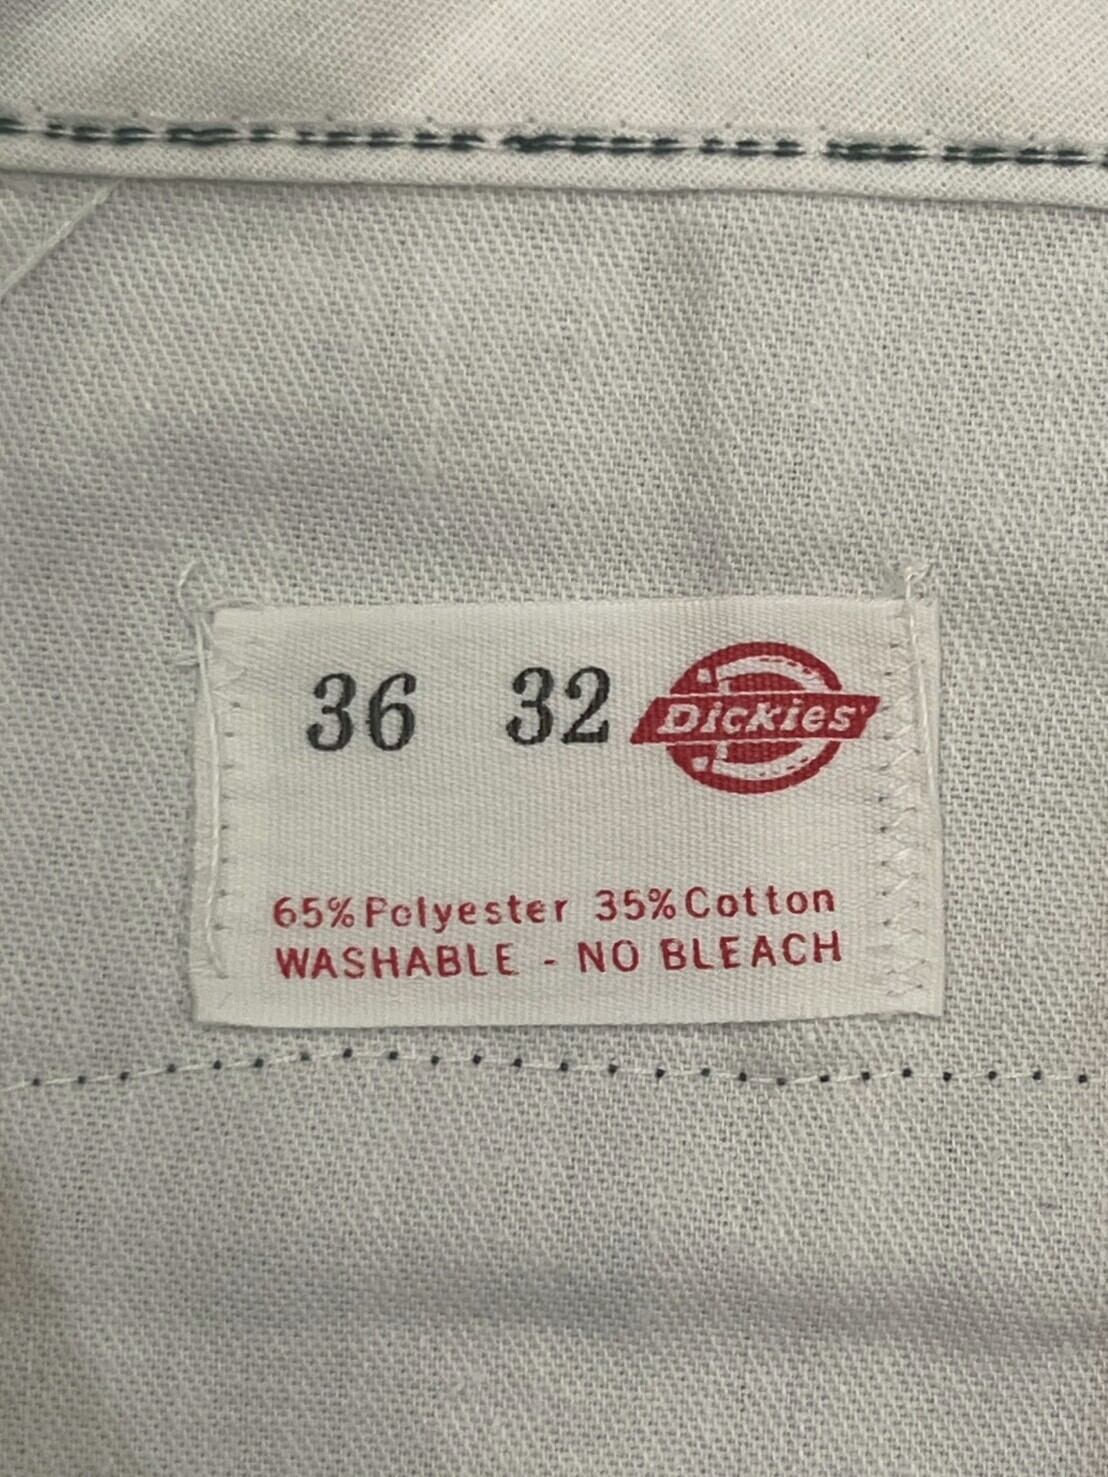 36 32 Dickies
65% Polyester 35% Cotton
WASHABLE - NO BLEACH